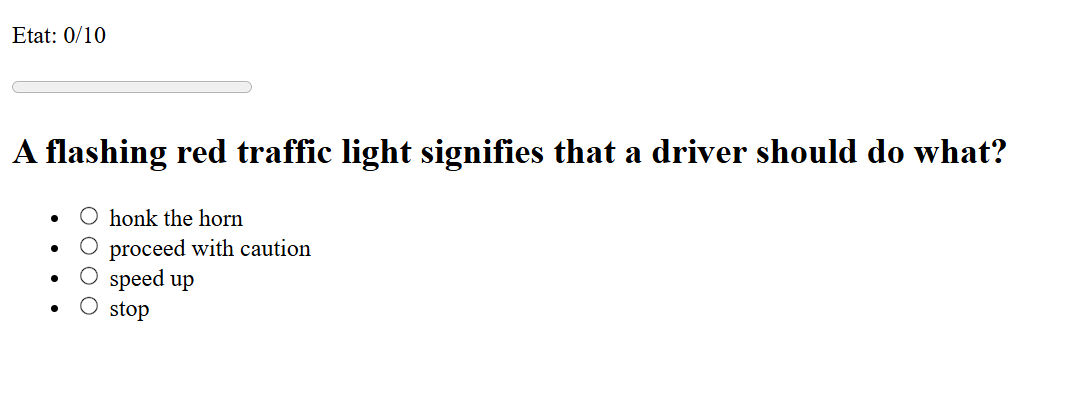 Etat: 0/10
A flashing red traffic light signifies that a driver should do what?
honk the horn
proceed with caution
speed up
stop